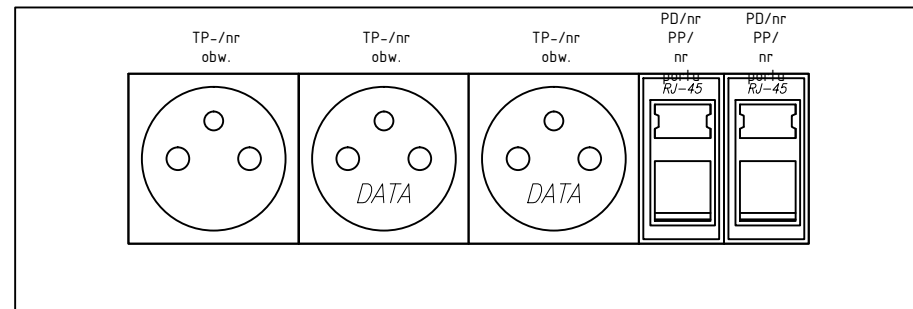 TP-/nr
obw.
TP-/nr
obw.
TP-/nr
obw.
PD/nr
PP/
nr
portu
PD/nr
PP/
nr
portu
RJ-45
RJ-45
DATA
DATA